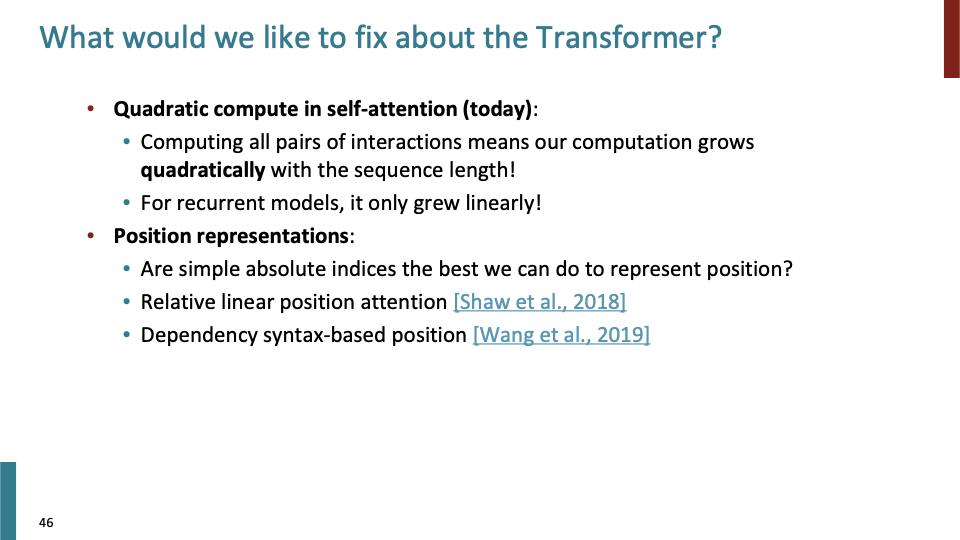 What would we like to fix about the Transformer?
• Quadratic compute in self-attention (today):
• Computing all pairs of interactions means our computation grows
quadratically with the sequence length!
• For recurrent models, it only grew linearly!
• Position representations:
• Are simple absolute indices the best we can do to represent position?
• Relative linear position attention [Shaw et al., 2018]
• Dependency syntax-based position [Wang et al., 2019]
46